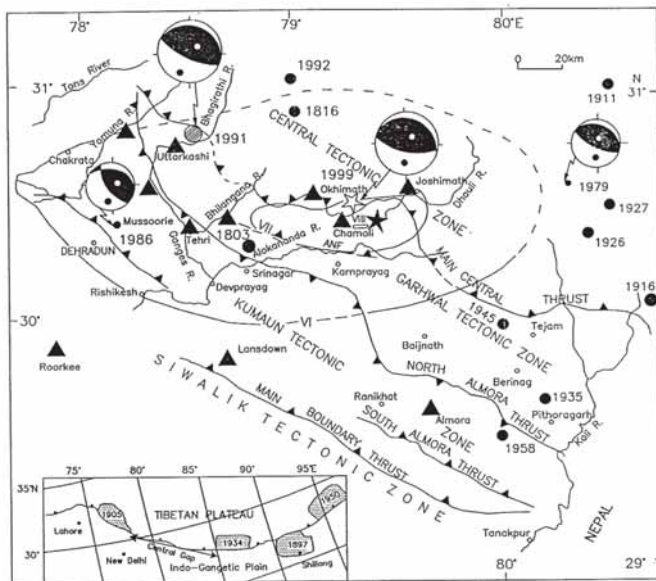 78°
79°
80°E
1992
0 20km
N
31°
31°
1911
Tons River
Bhagirathi R.
1816
CENTRAL TECTONIC ZONE
Yamuna R.
1991
Chakrata
Uttarkashi
1999
Okhimath
Joshimath
Dhauli R.
1979
Bhilangana R.
VIII
Chamoli
1927
Mussoorie
1986
Tehri
1803
VII
Alakananda R.
ANF
1926
DEHRADUN
Ganges R.
Srinagar
Karnprayag
MAIN CENTRAL THRUST
Rishikesh
Devprayag
GARHWAL TECTONIC ZONE
1916
30°
VI
1945
Tejam
KUMAUN TECTONIC ZONE
Baijnath
Roorkee
Lansdown
NORTH ALMORA THRUST
Berinag
1935
SIWALIK TECTONIC ZONE
Ranikhat
Pithoragarh
Kali R.
MAIN BOUNDARY THRUST
SOUTH ALMORA THRUST
Almora
1958
NEPAL
Tanakpur
75° 80° 85° 90° 95°E
35°N
1905
TIBETAN PLATEAU
1950
Lahore
Central Gap
1934
1897
30°
New Delhi
Indo-Gangetic Plain
Shillong
80°
29°